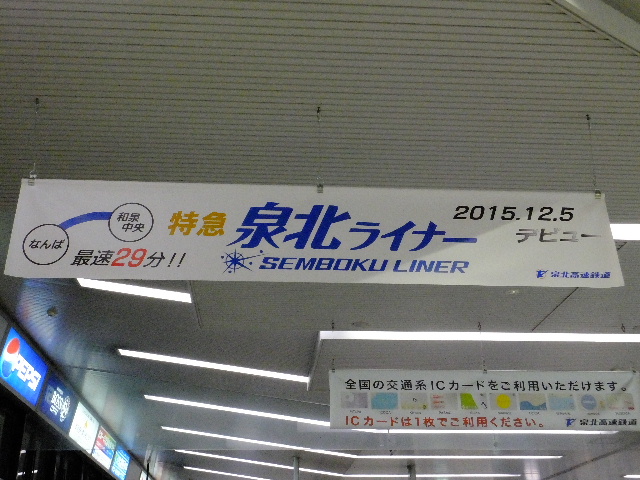 和泉
中央
なんば
最速29分!!
特急 泉北ライナー
SEMBOKU LINER
2015.12.5
デビュー
泉北高速鉄道
全国の交通系ICカードをご利用いただけます。
ICカードは1枚でご利用ください。
泉北高速鉄道
PEPSI